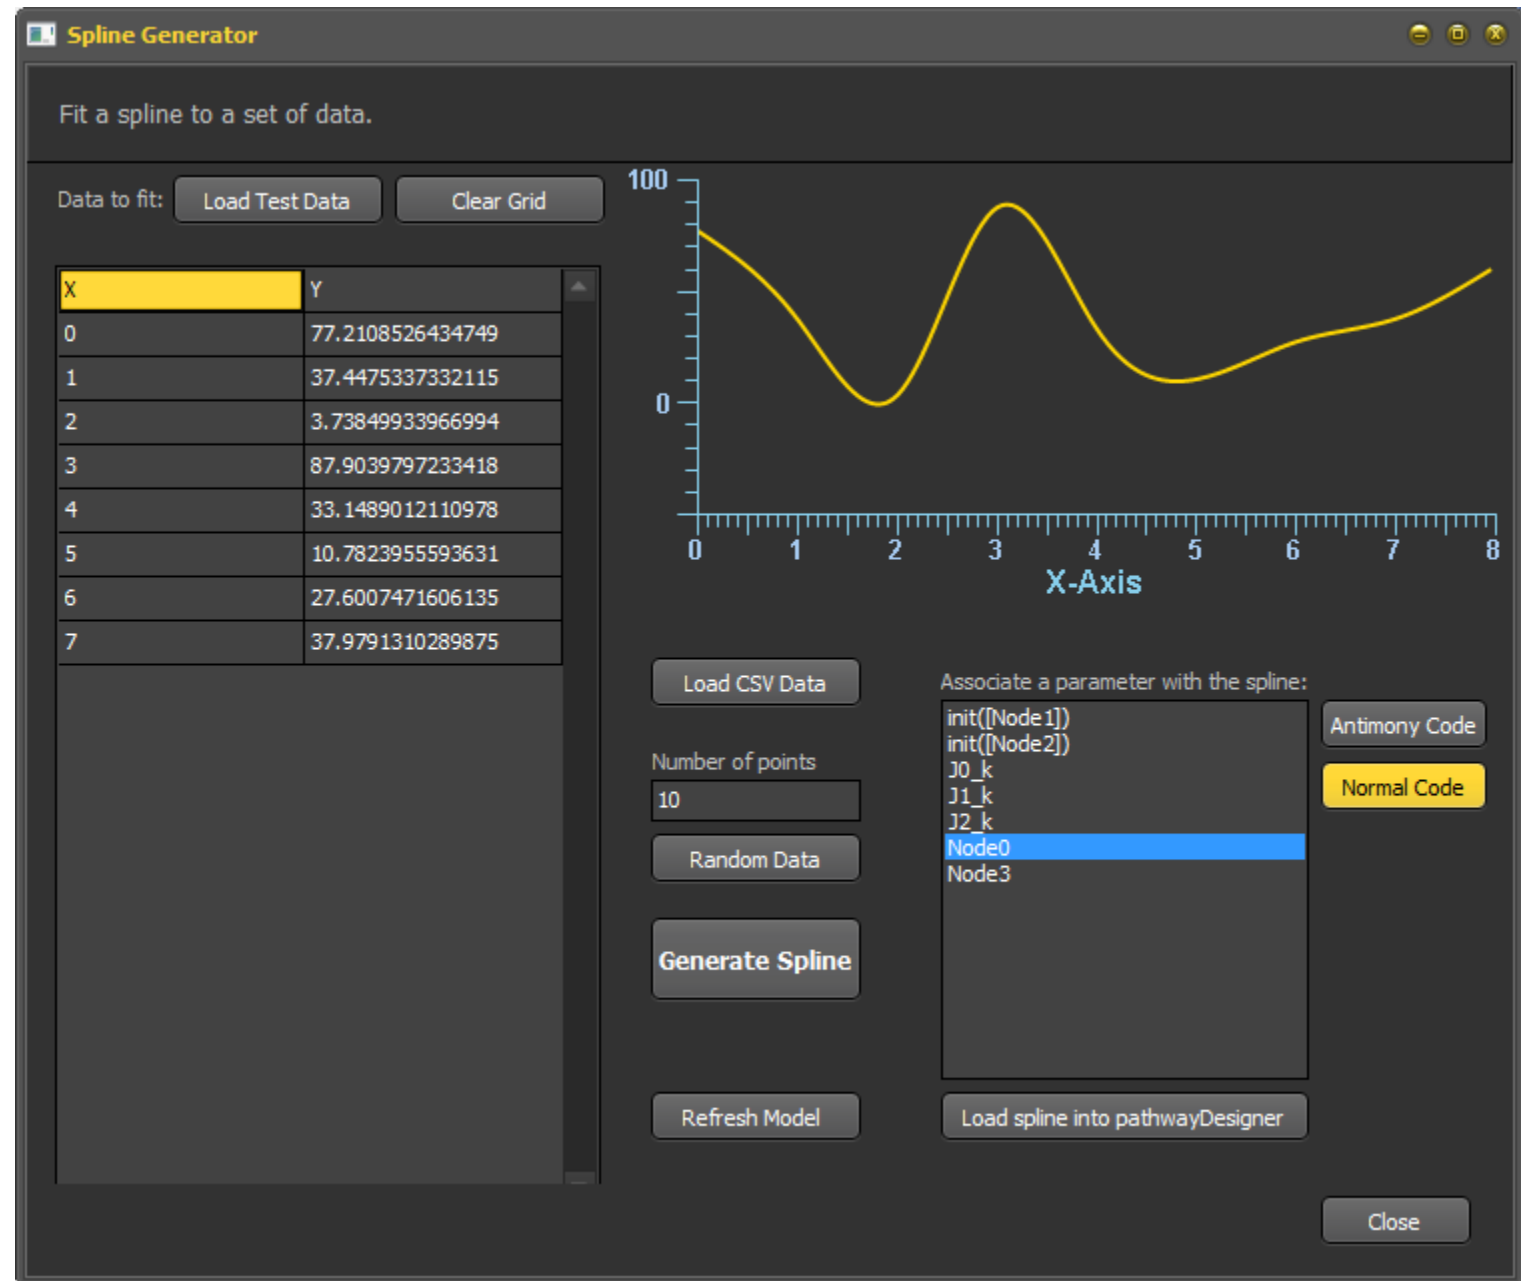 Spline Generator
Fit a spline to a set of data.
Data to fit:
Load Test Data
Clear Grid
X Y
0 77.2108526434749
1 37.4475337332115
2 3.73849933966994
3 87.9039797233418
4 33.1489012110978
5 10.7823955593631
6 27.6007471606135
7 37.9791310289875
100
0
0 1 2 3 4 5 6 7 8
X-Axis
Load CSV Data
Number of points
10
Random Data
Generate Spline
Refresh Model
Associate a parameter with the spline:
init([Node1])
init([Node2])
J0_k
J1_k
J2_k
Node0
Node3
Antimony Code
Normal Code
Load spline into pathwayDesigner
Close